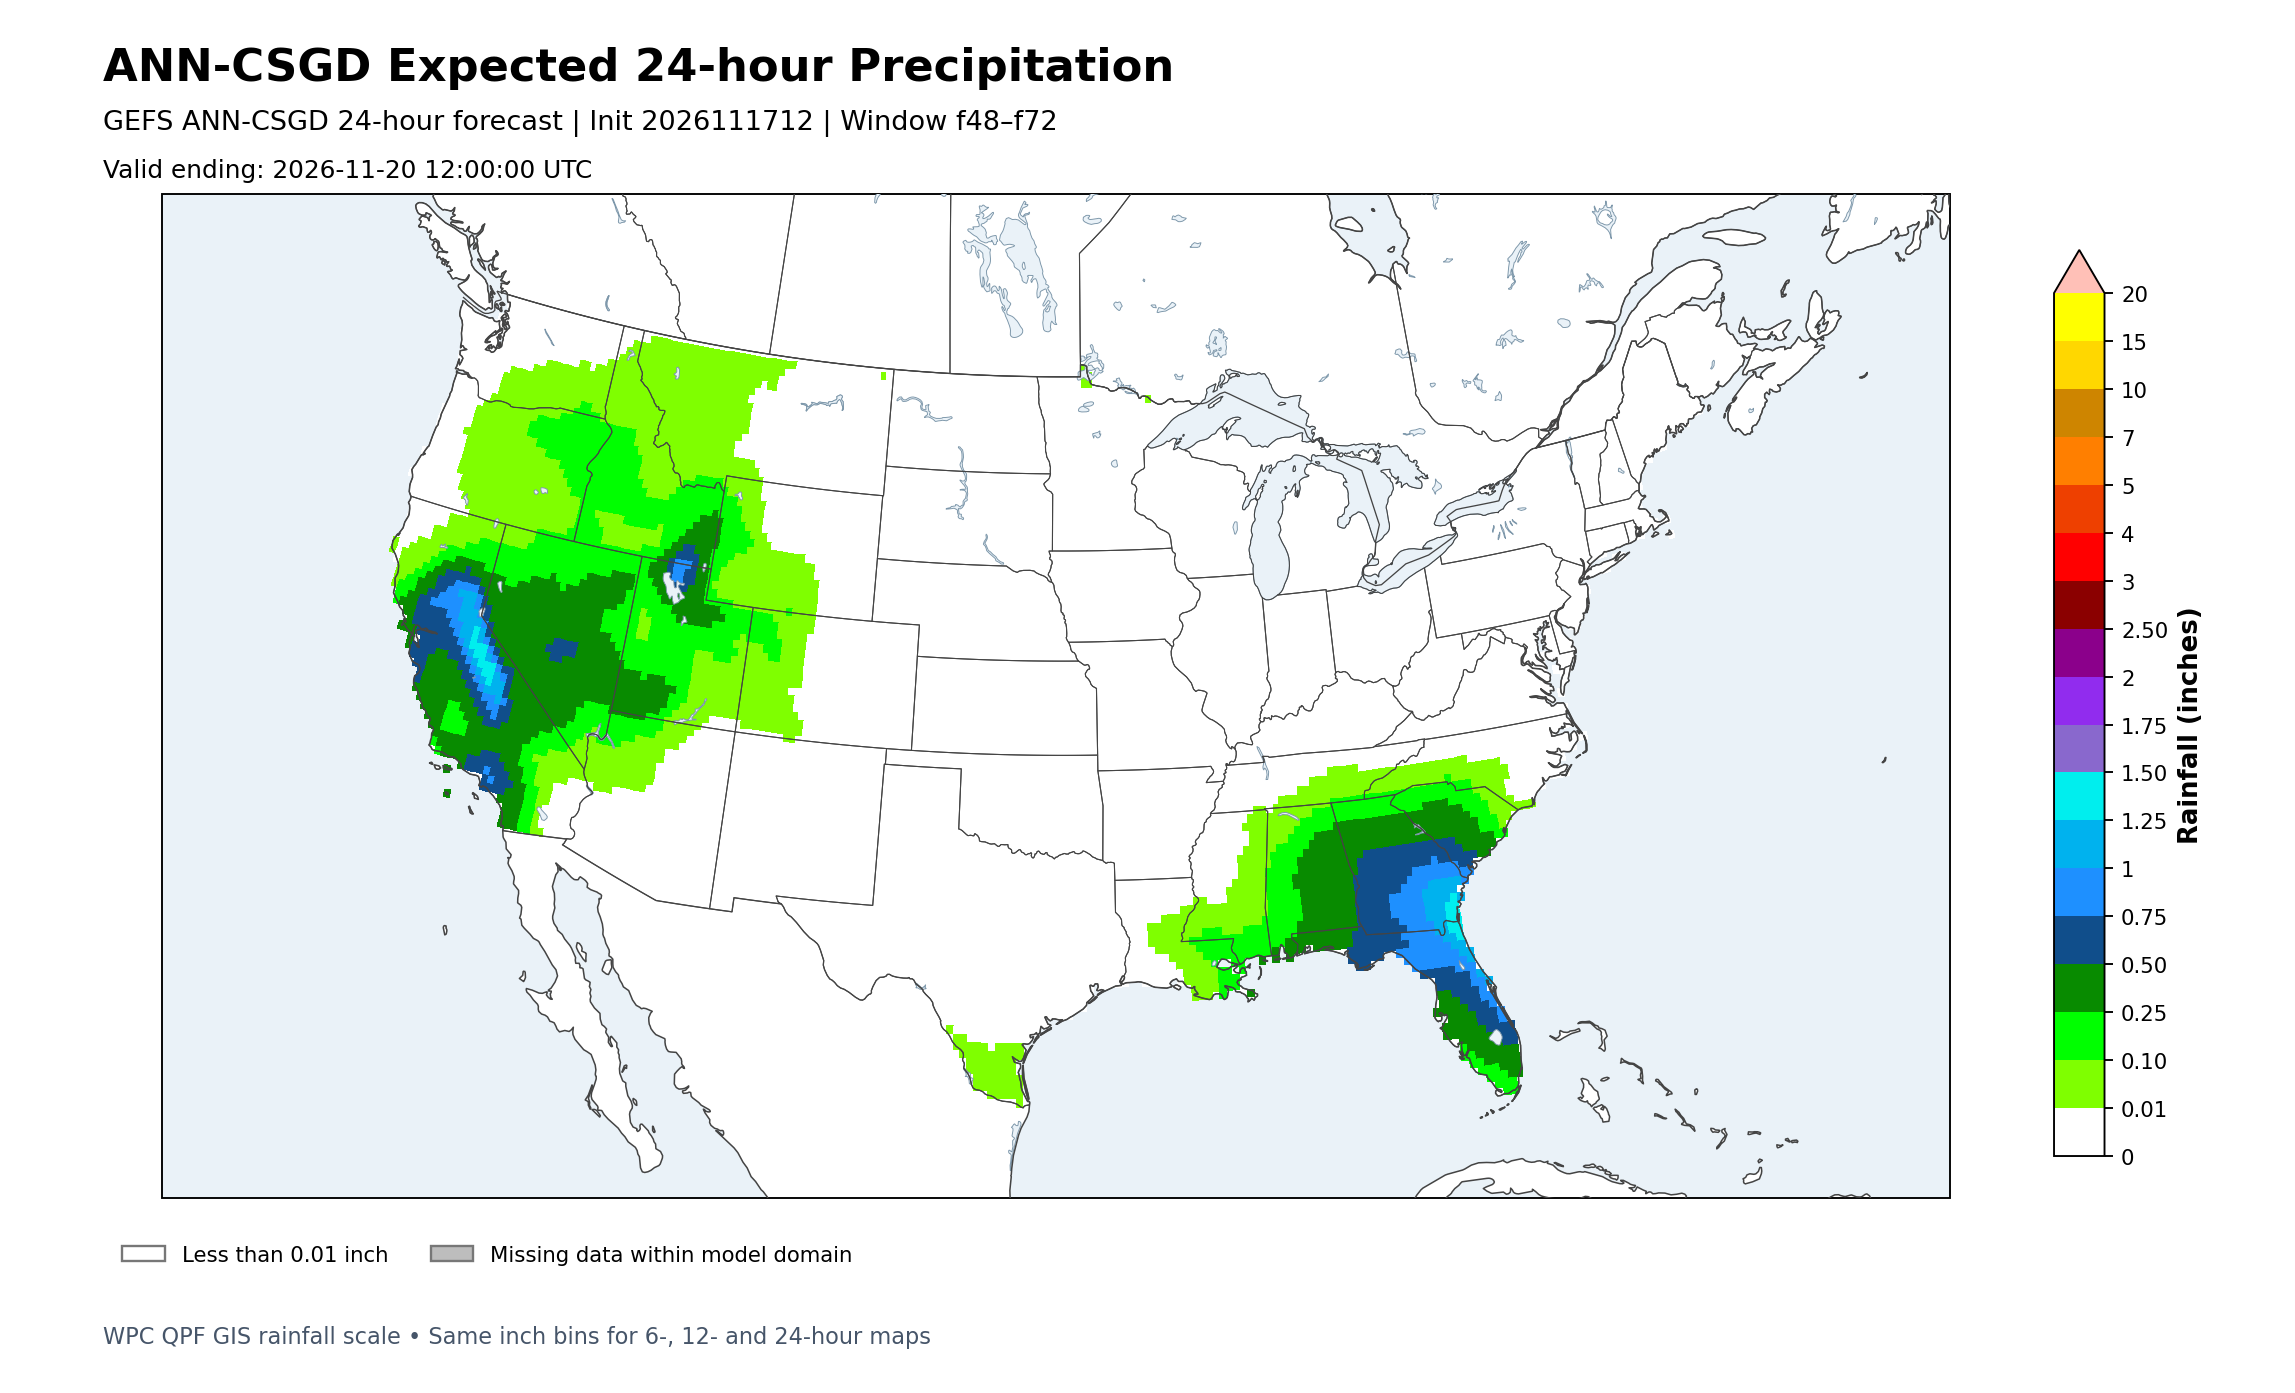 ANN-CSGD Expected 24-hour Precipitation
GEFS ANN-CSGD 24-hour forecast | Init 2026111712 | Window f48–f72
Valid ending: 2026-11-20 12:00:00 UTC
20
15
10
7
5
4
3
2.50
2
1.75
1.50
1.25
1
0.75
0.50
0.25
0.10
0.01
0
Rainfall (inches)
Less than 0.01 inch
Missing data within model domain
WPC QPF GIS rainfall scale • Same inch bins for 6-, 12- and 24-hour maps